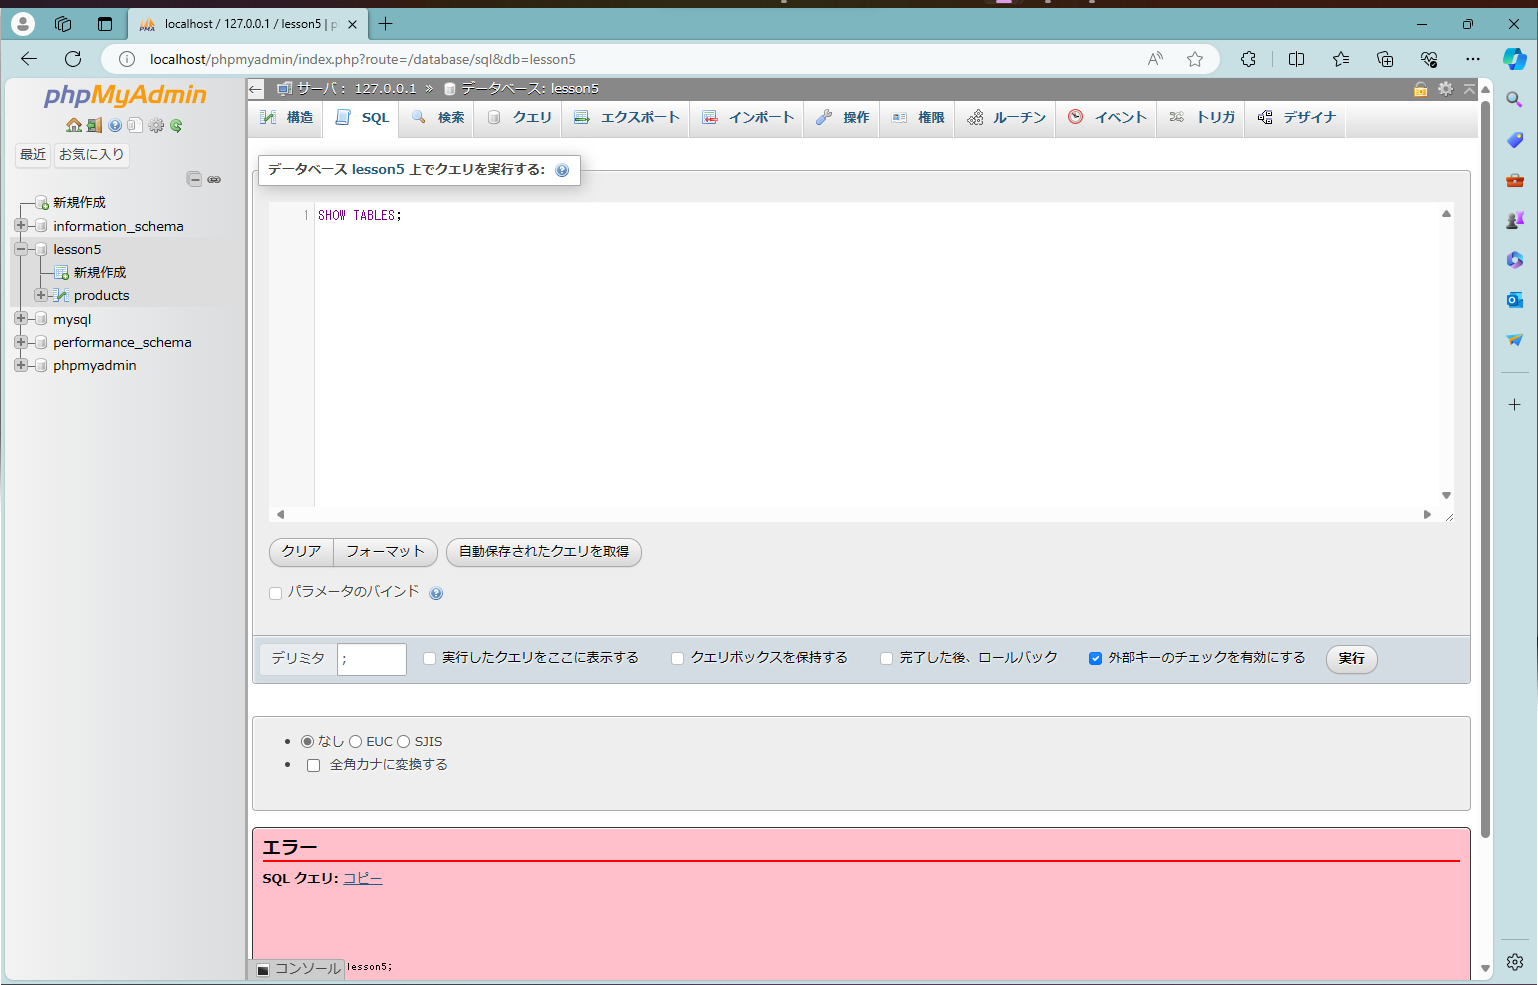 localhost / 127.0.0.1 / lesson5 | p
localhost/phpmyadmin/index.php?route=/database/sql&db=lesson5
phpMyAdmin
最近 お気に入り
新規作成
information_schema
lesson5
新規作成
products
mysql
performance_schema
phpmyadmin
サーバ: 127.0.0.1 » データベース: lesson5
構造 SQL 検索 クエリ エクスポート インポート 操作 権限 ルーチン イベント トリガ デザイナ
データベース lesson5 上でクエリを実行する:
1 SHOW TABLES;
クリア フォーマット 自動保存されたクエリを取得
パラメータのバインド
デリミタ ; 実行したクエリをここに表示する クエリボックスを保持する 完了した後、ロールバック 外部キーのチェックを有効にする 実行
なし EUC SJIS
全角カナに変換する
エラー
SQL クエリ: コピー
コンソール lesson5;